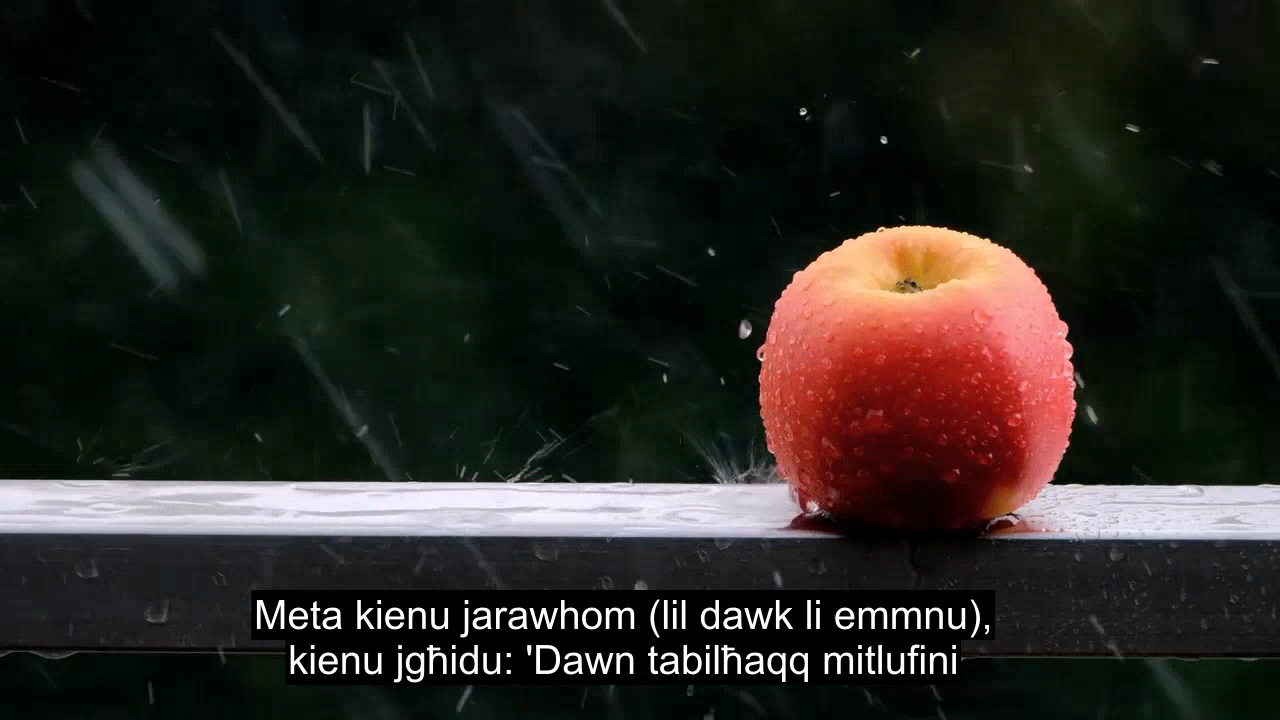 Meta kienu jarawhom (lil dawk li emmnu),
kienu jgħidu: 'Dawn tabilħaqq mitlufini